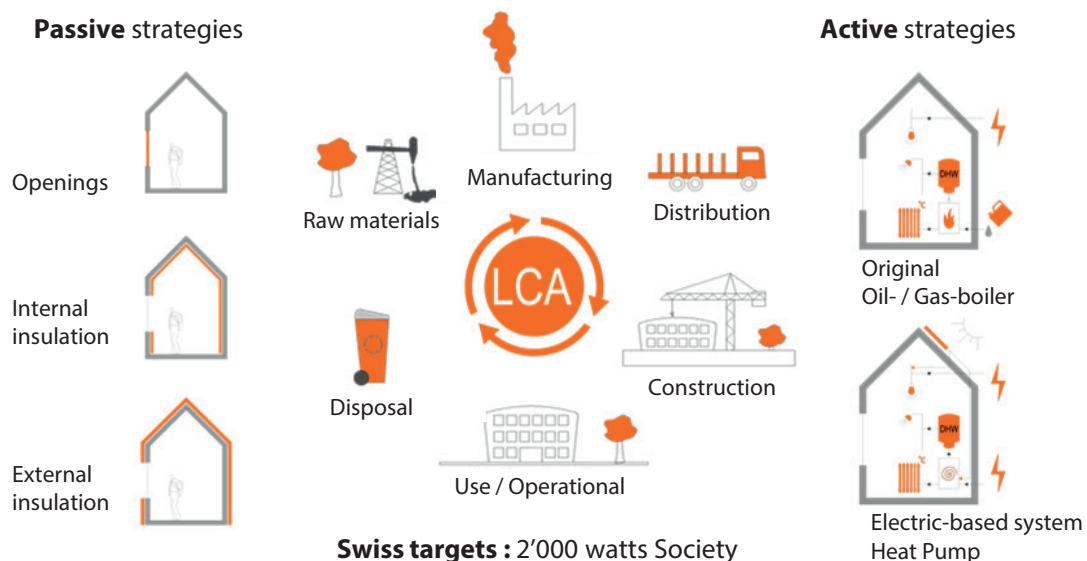 Passive strategies
Openings
Internal
insulation
External
insulation
Manufacturing
Raw materials
Distribution
LCA
Disposal
Construction
Use / Operational
Swiss targets : 2'000 watts Society
Active strategies
DHW
°C
Original
Oil- / Gas-boiler
DHW
°C
Electric-based system
Heat Pump